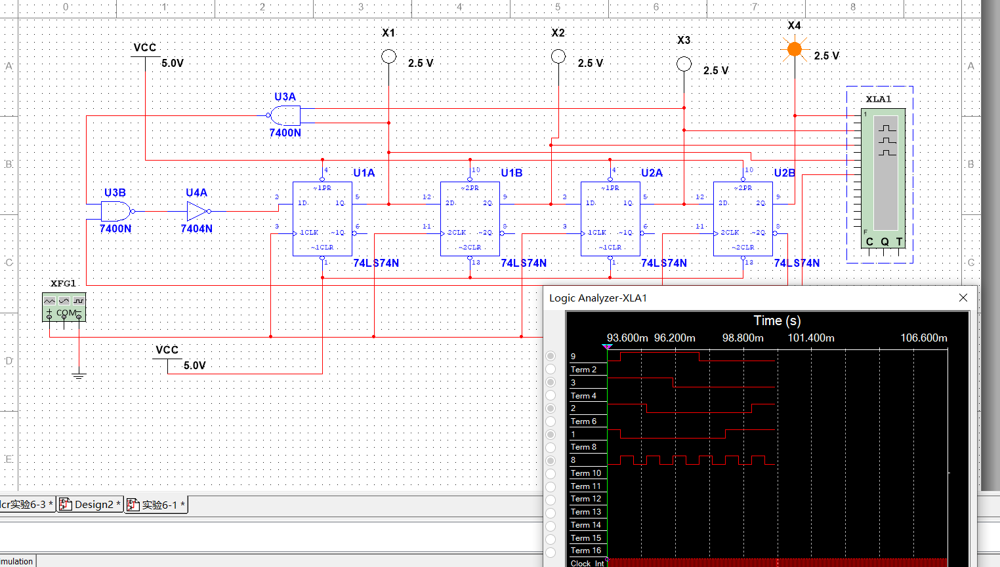 0 1 2 3 4 5 6 7 8
X4
X1 X2 X3
VCC
5.0V 2.5 V 2.5 V 2.5 V 2.5 V
A A
U3A
7400N
XLA1
1
F
C Q T
B B
U1A U1B U2A U2B
4 10 4 10
~1PR ~2PR ~1PR ~2PR
U3B U4A
2 1D 1Q 5 12 2D 2Q 9 2 1D 1Q 5 12 2D 2Q 9
7400N 7404N
3 1CLK ~1Q 6 11 2CLK ~2Q 8 3 1CLK ~1Q 6 11 2CLK ~2Q 8
~1CLR ~2CLR ~1CLR ~2CLR
1 13 1 13
74LS74N 74LS74N 74LS74N 74LS74N
C C
XFG1
+ COM −
VCC
5.0V
D
E
Logic Analyzer-XLA1
Time (s)
93.600m 96.200m 98.800m 101.400m 106.600m
9
Term 2
3
Term 4
2
Term 6
1
Term 8
8
Term 10
Term 11
Term 12
Term 13
Term 14
Term 15
Term 16
Clock_Int
lcr实验6-3 * Design2 * 实验6-1 *
imulation